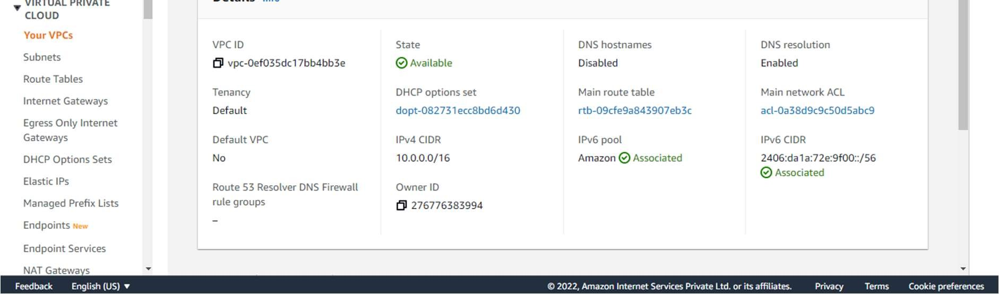 VIRTUAL PRIVATE
CLOUD
Your VPCs
Subnets
Route Tables
Internet Gateways
Egress Only Internet
Gateways
DHCP Options Sets
Elastic IPs
Managed Prefix Lists
Endpoints New
Endpoint Services
NAT Gateways
Details Info
VPC ID
vpc-0ef035dc17bb4bb3e
State
Available
DNS hostnames
Disabled
DNS resolution
Enabled
Tenancy
Default
DHCP options set
dopt-082731ecc8bd6d430
Main route table
rtb-09cfe9a843907eb3c
Main network ACL
acl-0a38d9c9c50d5abc9
Default VPC
No
IPv4 CIDR
10.0.0.0/16
IPv6 pool
Amazon Associated
IPv6 CIDR
2406:da1a:72e:9f00::/56
Associated
Route 53 Resolver DNS Firewall
rule groups
–
Owner ID
276776383994
Feedback English (US) © 2022, Amazon Internet Services Private Ltd. or its affiliates. Privacy Terms Cookie preferences